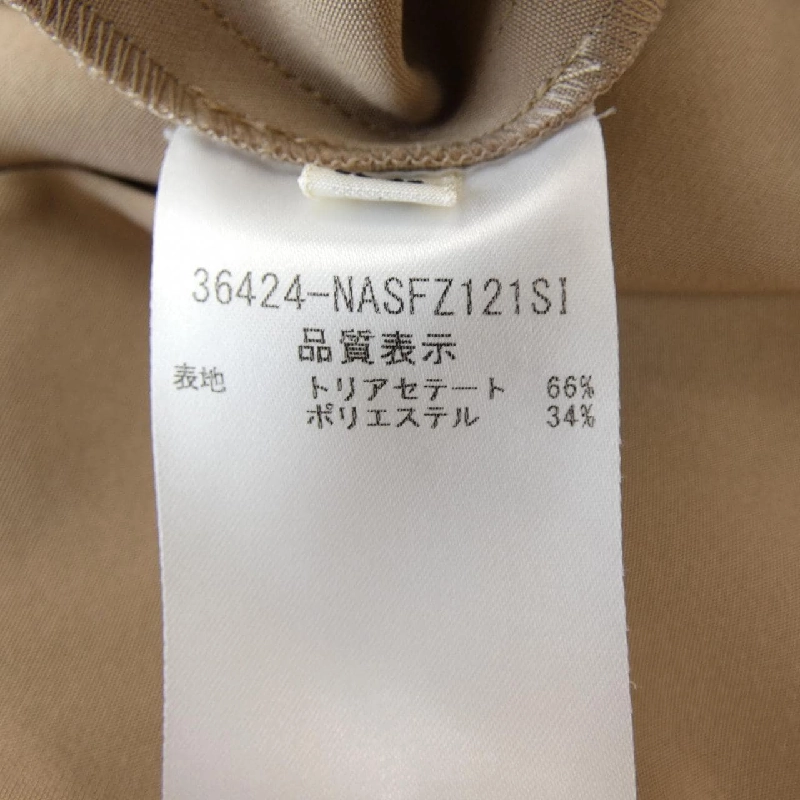 36424-NASFZ121SI
品質表示
表地 トリアセテート 66%
ポリエステル 34%